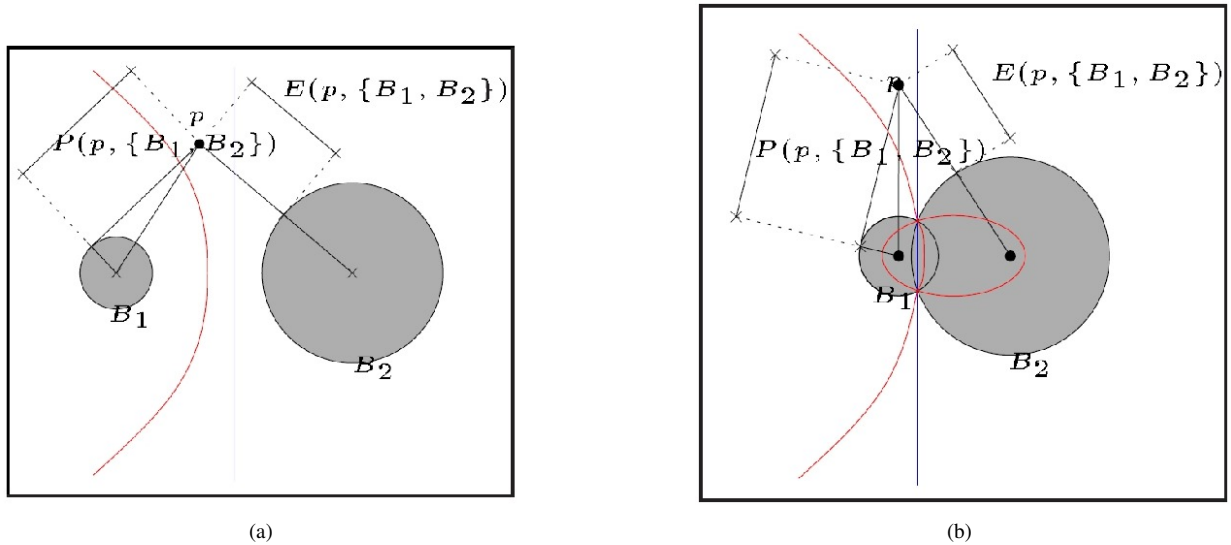 E(p, {B₁, B₂})
p
P(p, {B₁, B₂})
B₁
B₂
(a)
p
E(p, {B₁, B₂})
P(p, {B₁, B₂})
B₁
B₂
(b)